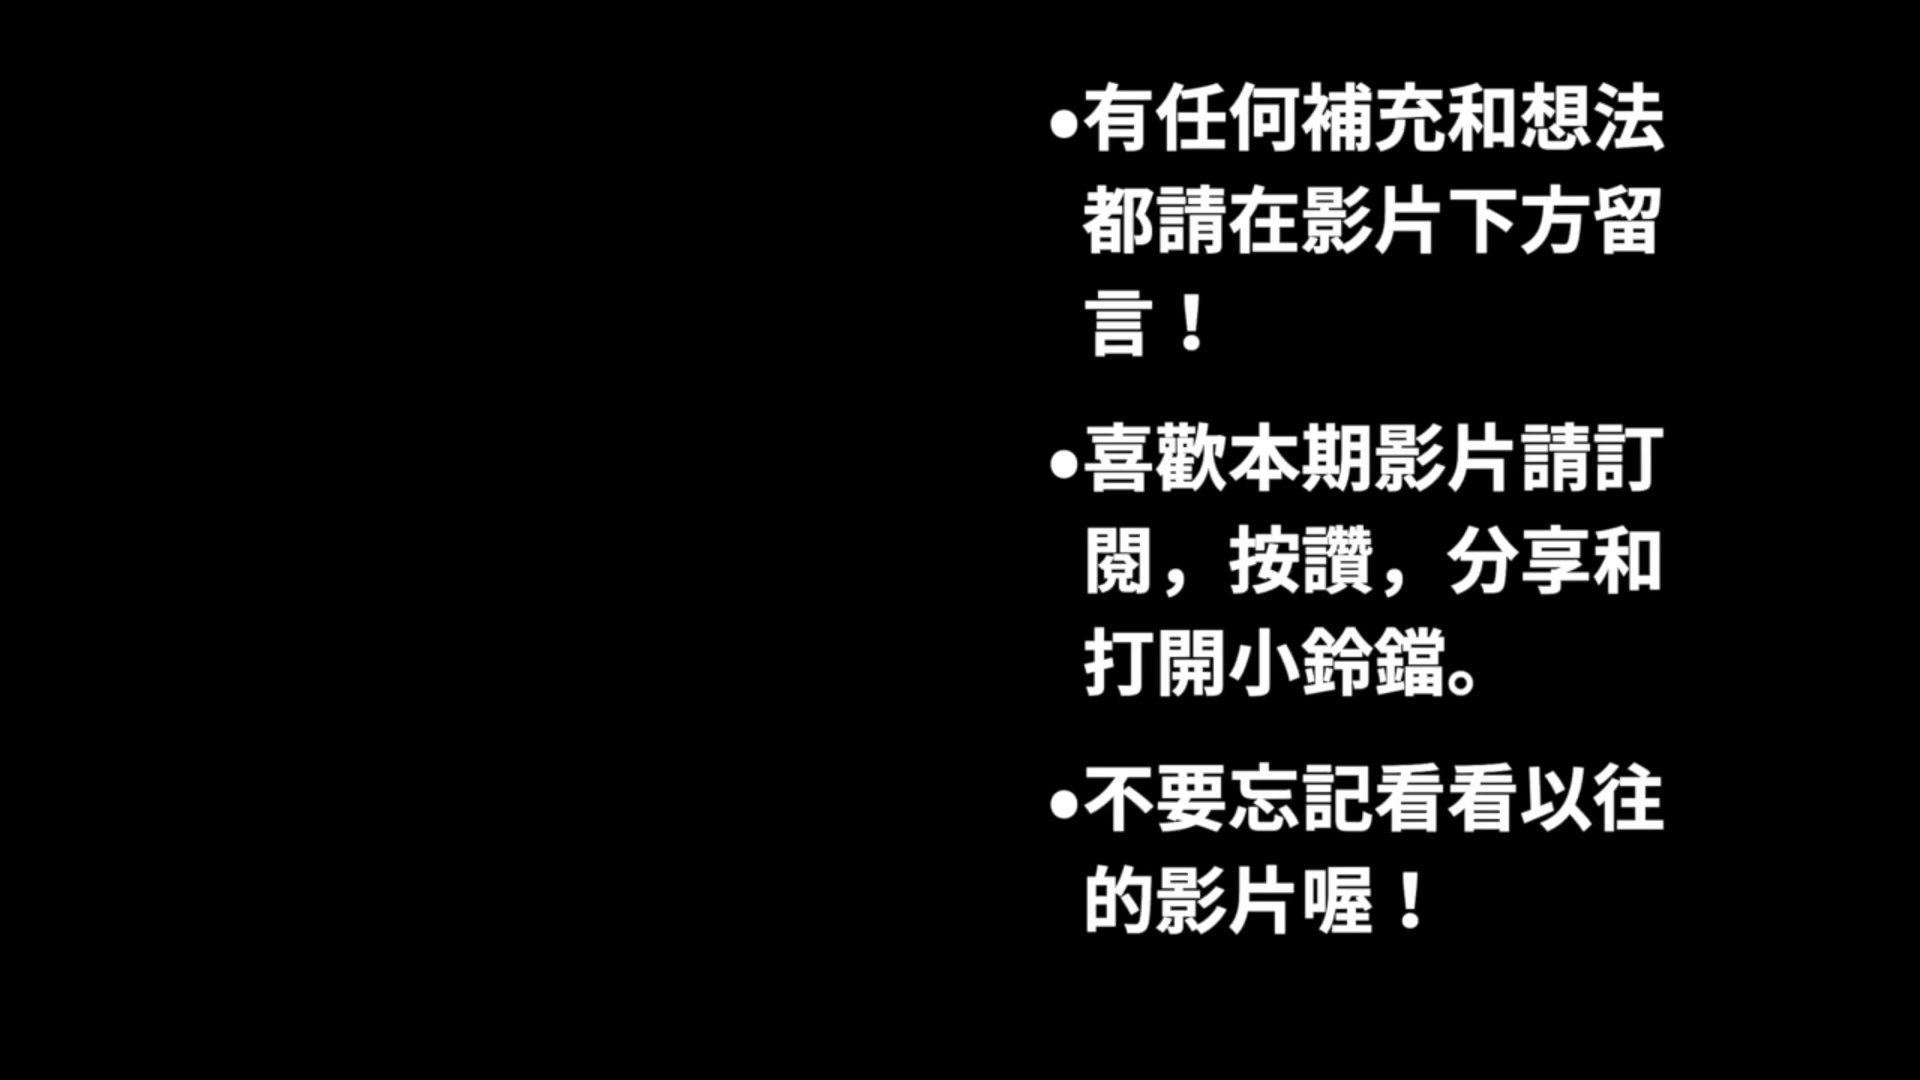 •有任何補充和想法
都請在影片下方留
言！
•喜歡本期影片請訂
閱，按讚，分享和
打開小鈴鐺。
•不要忘記看看以往
的影片喔！